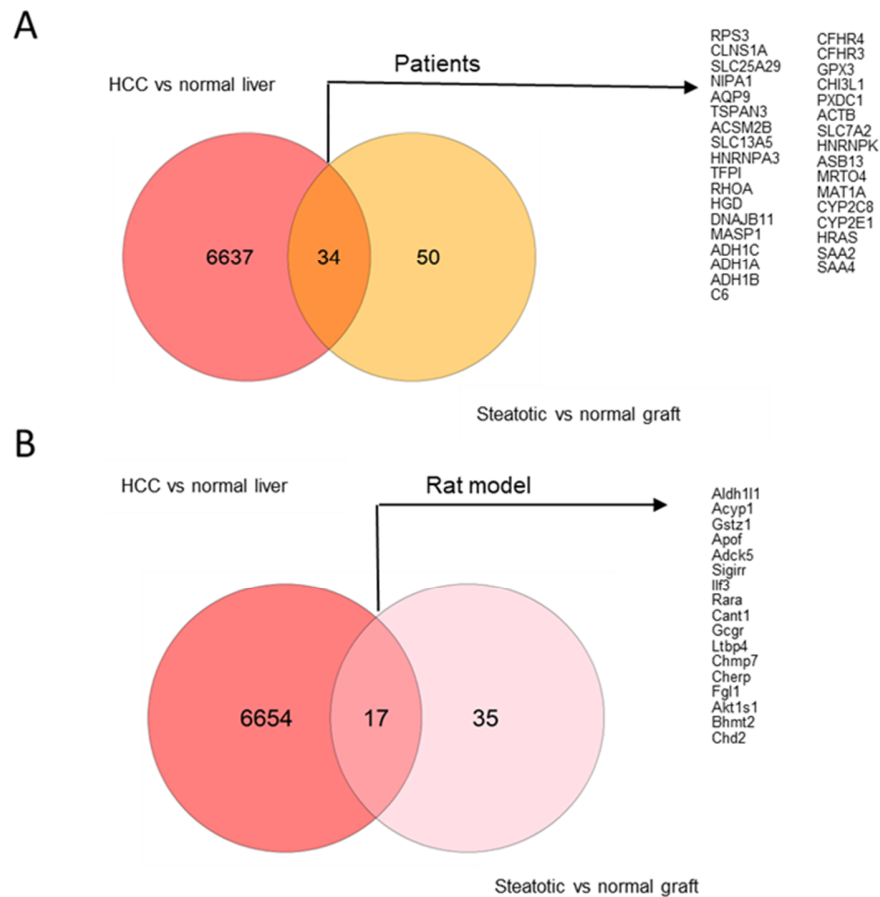 A
HCC vs normal liver
Patients
6637
34
50
Steatotic vs normal graft
RPS3
CLNS1A
SLC25A29
NIPA1
AQP9
TSPAN3
ACSM2B
SLC13A5
HNRNPA3
TFPI
RHOA
HGD
DNAJB11
MASP1
ADH1C
ADH1A
ADH1B
C6
CFHR4
CFHR3
GPX3
CHI3L1
PXDC1
ACTB
SLC7A2
HNRNPK
ASB13
MRTO4
MAT1A
CYP2C8
CYP2E1
HRAS
SAA2
SAA4
B
HCC vs normal liver
Rat model
6654
17
35
Steatotic vs normal graft
Aldh1l1
Acyp1
Gstz1
Apof
Adck5
Sigirr
Ilf3
Rara
Cant1
Gcgr
Ltbp4
Chmp7
Cherp
Fgl1
Akt1s1
Bhmt2
Chd2